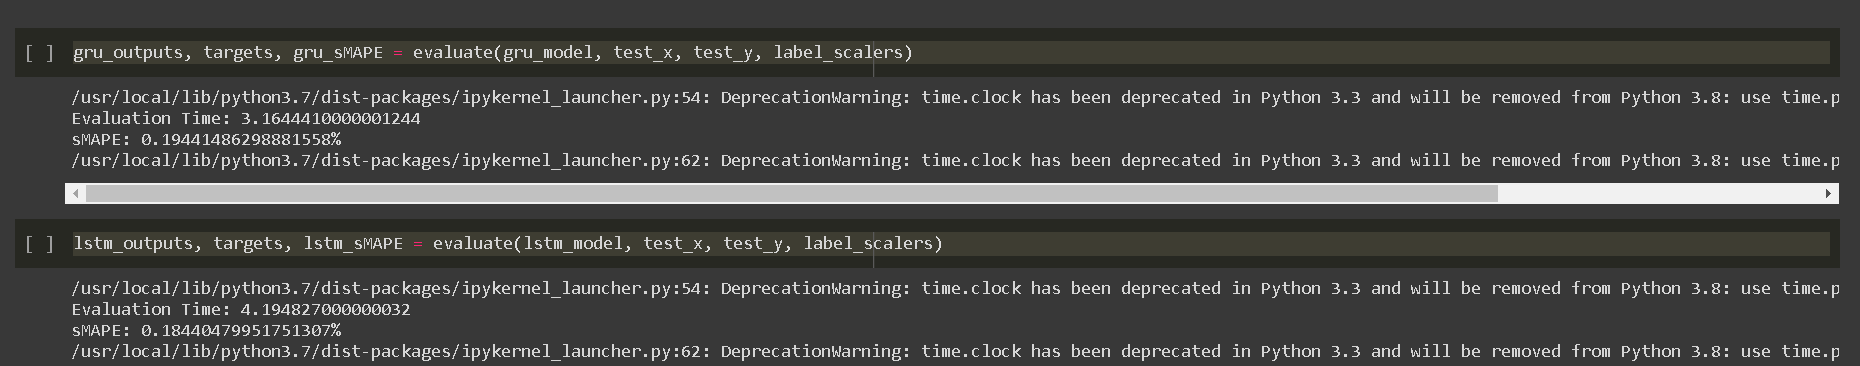 [ ] gru_outputs, targets, gru_sMAPE = evaluate(gru_model, test_x, test_y, label_scalers)
/usr/local/lib/python3.7/dist-packages/ipykernel_launcher.py:54: DeprecationWarning: time.clock has been deprecated in Python 3.3 and will be removed from Python 3.8: use time.p
Evaluation Time: 3.1644410000001244
sMAPE: 0.19441486298881558%
/usr/local/lib/python3.7/dist-packages/ipykernel_launcher.py:62: DeprecationWarning: time.clock has been deprecated in Python 3.3 and will be removed from Python 3.8: use time.p
[ ] lstm_outputs, targets, lstm_sMAPE = evaluate(lstm_model, test_x, test_y, label_scalers)
/usr/local/lib/python3.7/dist-packages/ipykernel_launcher.py:54: DeprecationWarning: time.clock has been deprecated in Python 3.3 and will be removed from Python 3.8: use time.p
Evaluation Time: 4.194827000000032
sMAPE: 0.18440479951751307%
/usr/local/lib/python3.7/dist-packages/ipykernel_launcher.py:62: DeprecationWarning: time.clock has been deprecated in Python 3.3 and will be removed from Python 3.8: use time.p